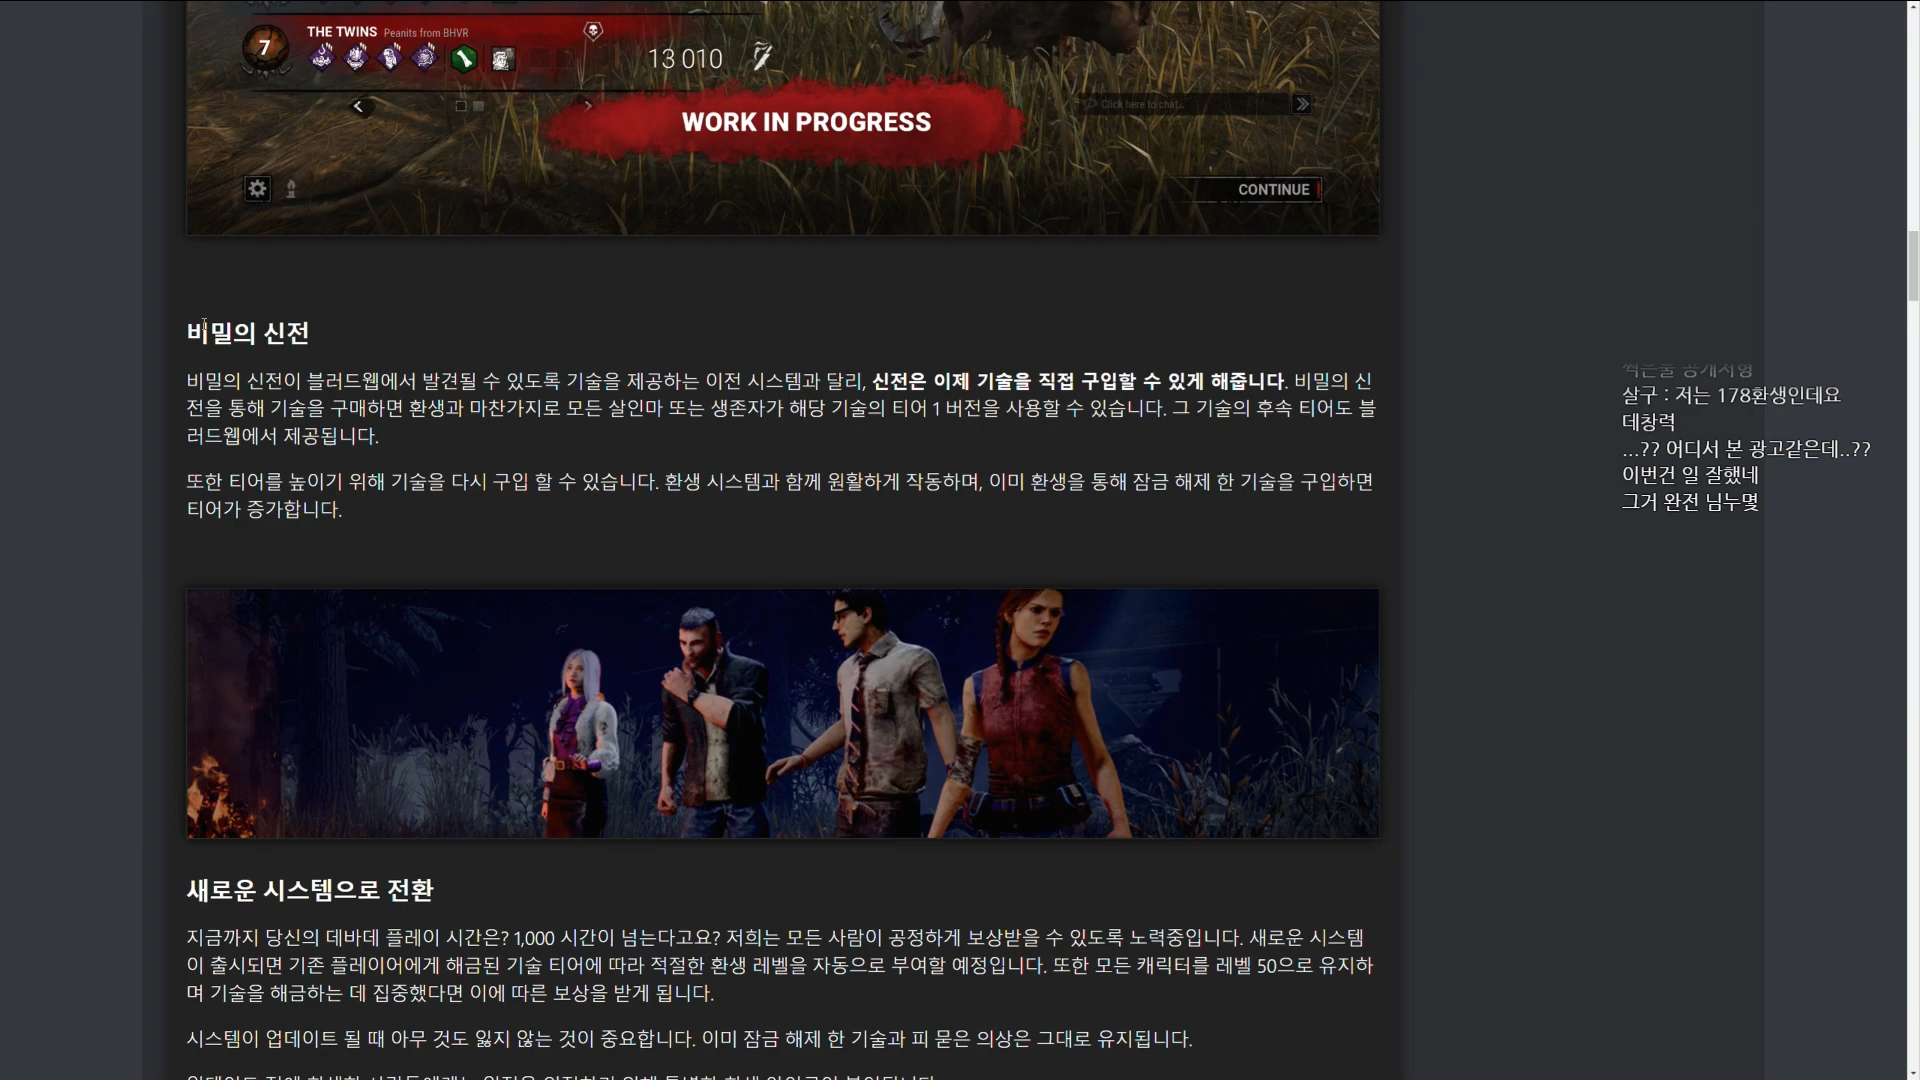 THE TWINS Peanits from BHVR
7
13 010
Click here to chat...
WORK IN PROGRESS
CONTINUE
비밀의 신전
비밀의 신전이 블러드웹에서 발견될 수 있도록 기술을 제공하는 이전 시스템과 달리, 신전은 이제 기술을 직접 구입할 수 있게 해줍니다. 비밀의 신
전을 통해 기술을 구매하면 환생과 마찬가지로 모든 살인마 또는 생존자가 해당 기술의 티어 1 버전을 사용할 수 있습니다. 그 기술의 후속 티어도 블
러드웹에서 제공됩니다.
또한 티어를 높이기 위해 기술을 다시 구입 할 수 있습니다. 환생 시스템과 함께 원활하게 작동하며, 이미 환생을 통해 잠금 해제 한 기술을 구입하면
티어가 증가합니다.
살구 : 저는 178환생인데요
데창력
...?? 어디서 본 광고같은데..??
이번건 일 잘했네
그거 완전 님누몇
새로운 시스템으로 전환
지금까지 당신의 데바데 플레이 시간은? 1,000 시간이 넘는다고요? 저희는 모든 사람이 공정하게 보상받을 수 있도록 노력중입니다. 새로운 시스템
이 출시되면 기존 플레이어에게 해금된 기술 티어에 따라 적절한 환생 레벨을 자동으로 부여할 예정입니다. 또한 모든 캐릭터를 레벨 50으로 유지하
며 기술을 해금하는 데 집중했다면 이에 따른 보상을 받게 됩니다.
시스템이 업데이트 될 때 아무 것도 잃지 않는 것이 중요합니다. 이미 잠금 해제 한 기술과 피 묻은 의상은 그대로 유지됩니다.